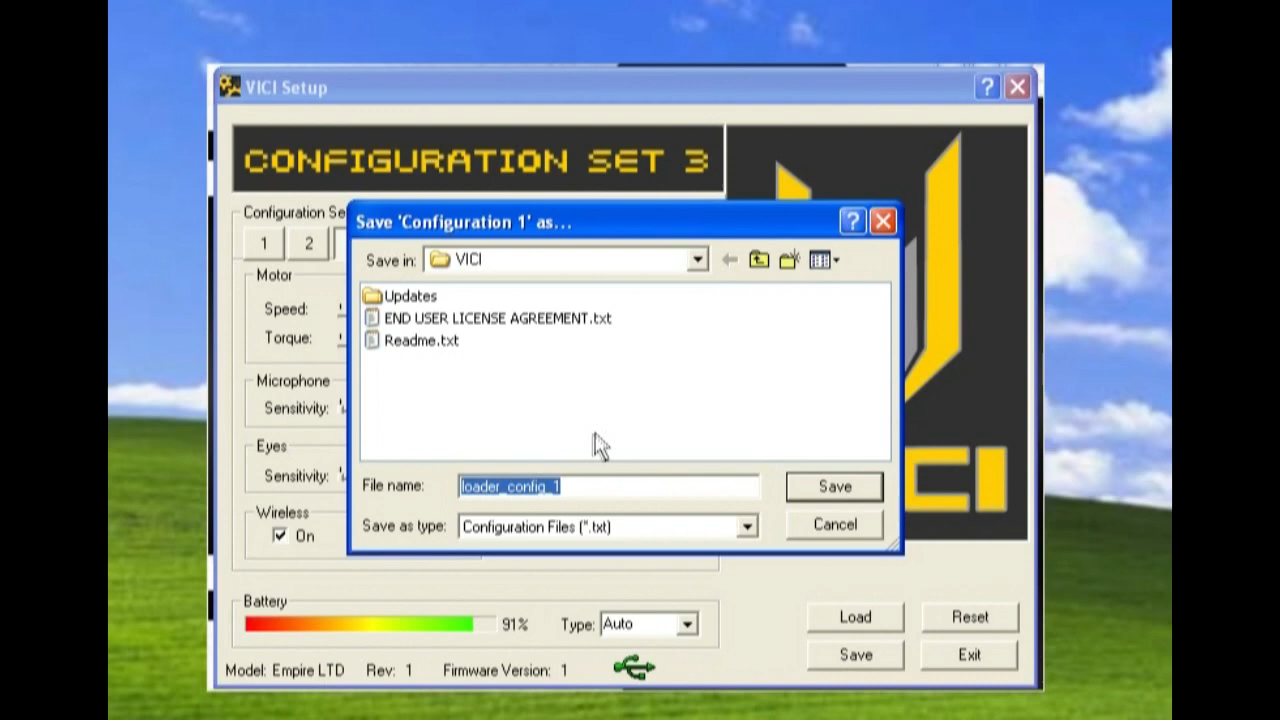 VICI Setup
CONFIGURATION SET 3
Configuration Se
1 2
Save 'Configuration 1' as...
Save in: VICI
Updates
END USER LICENSE AGREEMENT.txt
Readme.txt
File name: loader_config_1 Save
Save as type: Configuration Files (*.txt) Cancel
Motor
Speed:
Torque:
Microphone
Sensitivity:
Eyes
Sensitivity:
Wireless
On
CI
Battery
91% Type: Auto
Load Reset
Save Exit
Model: Empire LTD Rev: 1 Firmware Version: 1